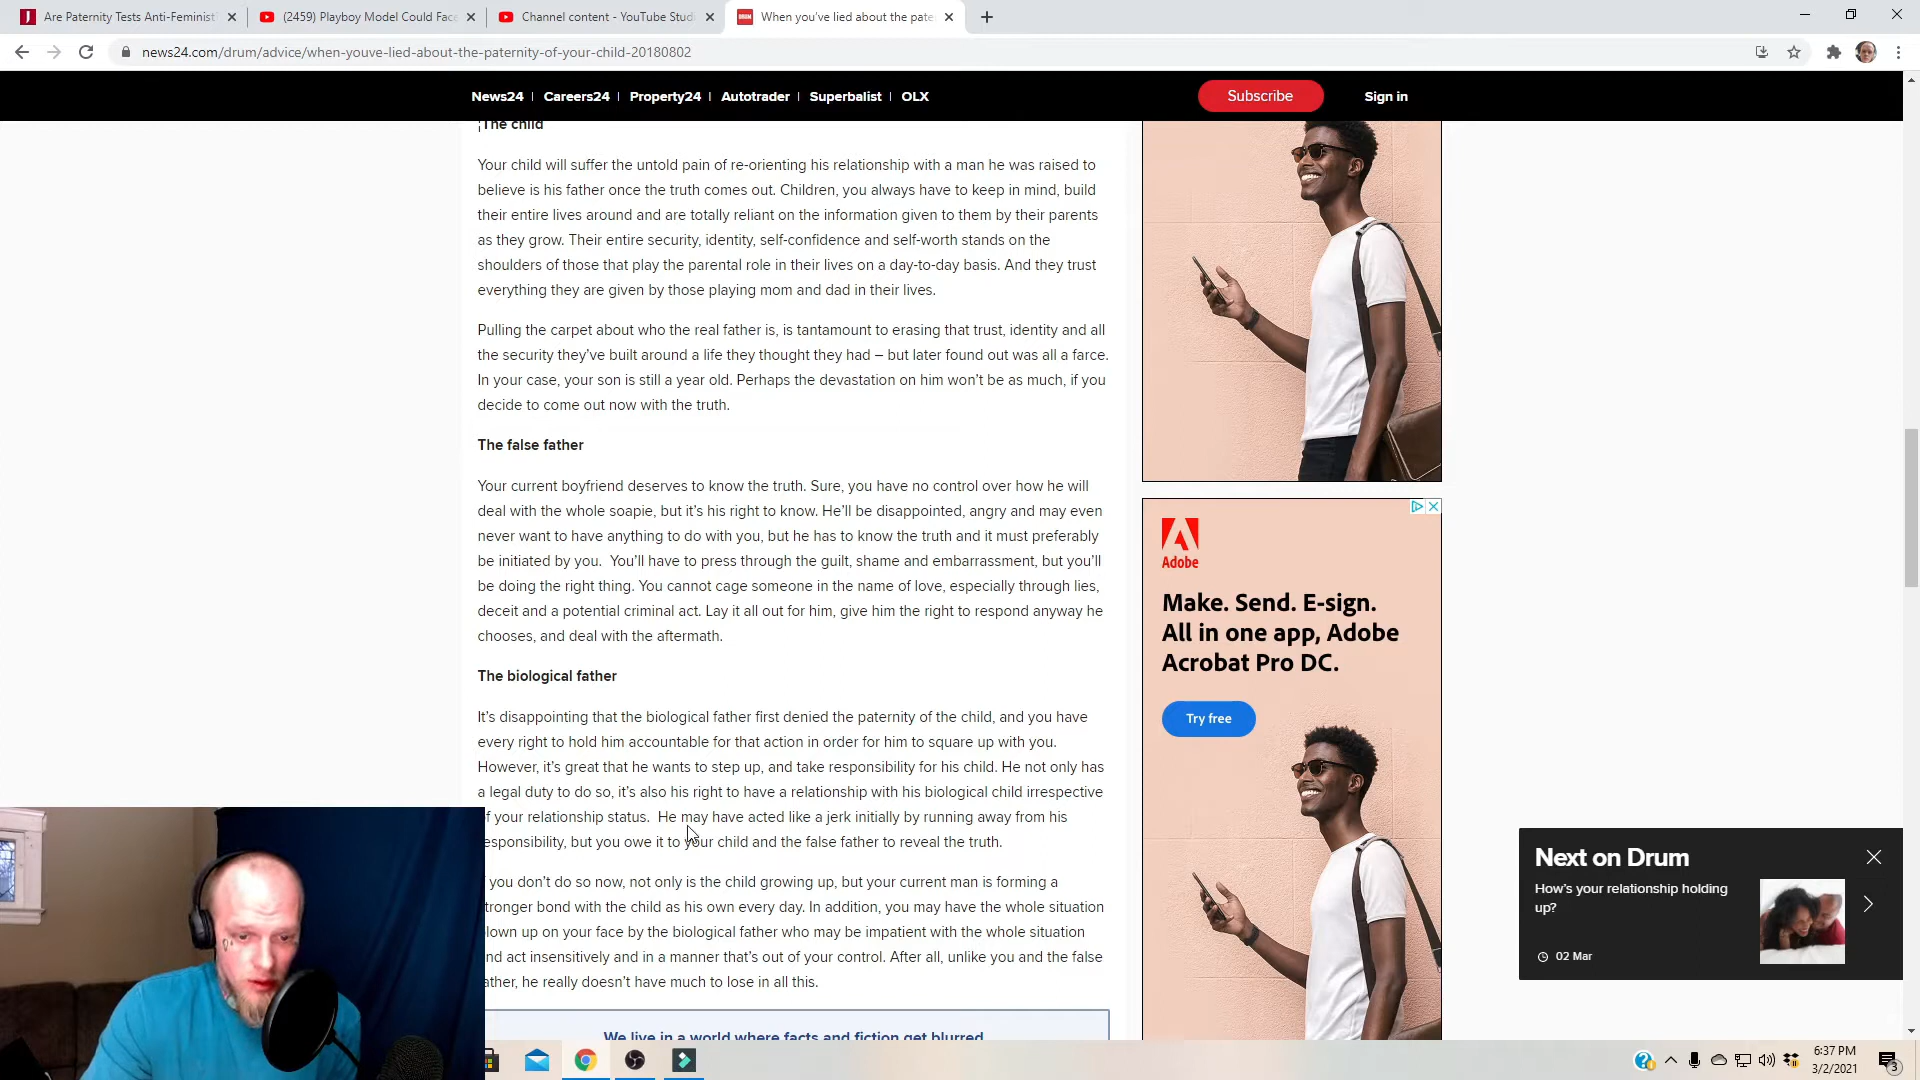 Are Paternity Tests Anti-Feminist?
(2459) Playboy Model Could Face
Channel content - YouTube Studi
When you've lied about the pate
news24.com/drum/advice/when-youve-lied-about-the-paternity-of-your-child-20180802
News24 | Careers24 | Property24 | Autotrader | Superbalist | OLX
Subscribe
Sign in
The child
Your child will suffer the untold pain of re-orienting his relationship with a man he was raised to
believe is his father once the truth comes out. Children, you always have to keep in mind, build
their entire lives around and are totally reliant on the information given to them by their parents
as they grow. Their entire security, identity, self-confidence and self-worth stands on the
shoulders of those that play the parental role in their lives on a day-to-day basis. And they trust
everything they are given by those playing mom and dad in their lives.
Pulling the carpet about who the real father is, is tantamount to erasing that trust, identity and all
the security they've built around a life they thought they had – but later found out was all a farce.
In your case, your son is still a year old. Perhaps the devastation on him won't be as much, if you
decide to come out now with the truth.
The false father
Your current boyfriend deserves to know the truth. Sure, you have no control over how he will
deal with the whole soapie, but it's his right to know. He'll be disappointed, angry and may even
never want to have anything to do with you, but he has to know the truth and it must preferably
be initiated by you.  You'll have to press through the guilt, shame and embarrassment, but you'll
be doing the right thing. You cannot cage someone in the name of love, especially through lies,
deceit and a potential criminal act. Lay it all out for him, give him the right to respond anyway he
chooses, and deal with the aftermath.
The biological father
It's disappointing that the biological father first denied the paternity of the child, and you have
every right to hold him accountable for that action in order for him to square up with you.
However, it's great that he wants to step up, and take responsibility for his child. He not only has
a legal duty to do so, it's also his right to have a relationship with his biological child irrespective
f your relationship status.  He may have acted like a jerk initially by running away from his
esponsibility, but you owe it to your child and the false father to reveal the truth.
you don't do so now, not only is the child growing up, but your current man is forming a
tronger bond with the child as his own every day. In addition, you may have the whole situation
lown up on your face by the biological father who may be impatient with the whole situation
nd act insensitively and in a manner that's out of your control. After all, unlike you and the false
ather, he really doesn't have much to lose in all this.
We live in a world where facts and fiction get blurred
Adobe
Make. Send. E-sign.
All in one app, Adobe
Acrobat Pro DC.
Try free
Next on Drum
How's your relationship holding
up?
02 Mar
6:37 PM
3/2/2021
3